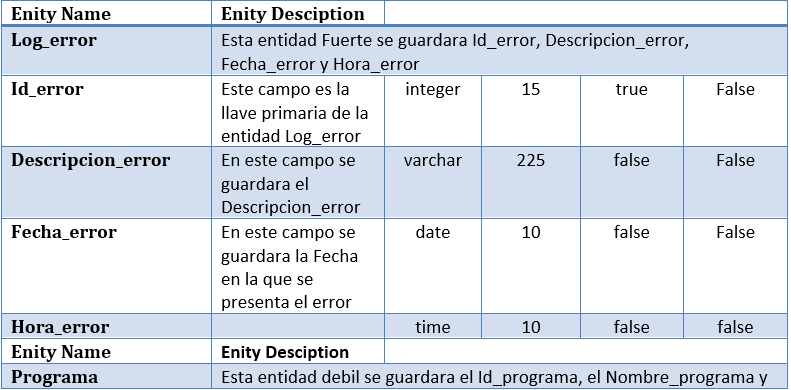 Enity Name Enity Desciption
Log_error Esta entidad Fuerte se guardara Id_error, Descripcion_error,
Fecha_error y Hora_error
Id_error Este campo es la integer 15 true False
llave primaria de la
entidad Log_error
Descripcion_error En este campo se varchar 225 false False
guardara el
Descripcion_error
Fecha_error En este campo se date 10 false False
guardara la Fecha
en la que se
presenta el error
Hora_error time 10 false false
Enity Name Enity Desciption
Programa Esta entidad debil se guardara el Id_programa, el Nombre_programa y